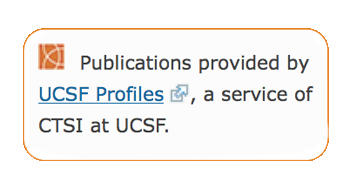 Publications provided by
UCSF Profiles, a service of
CTSI at UCSF.